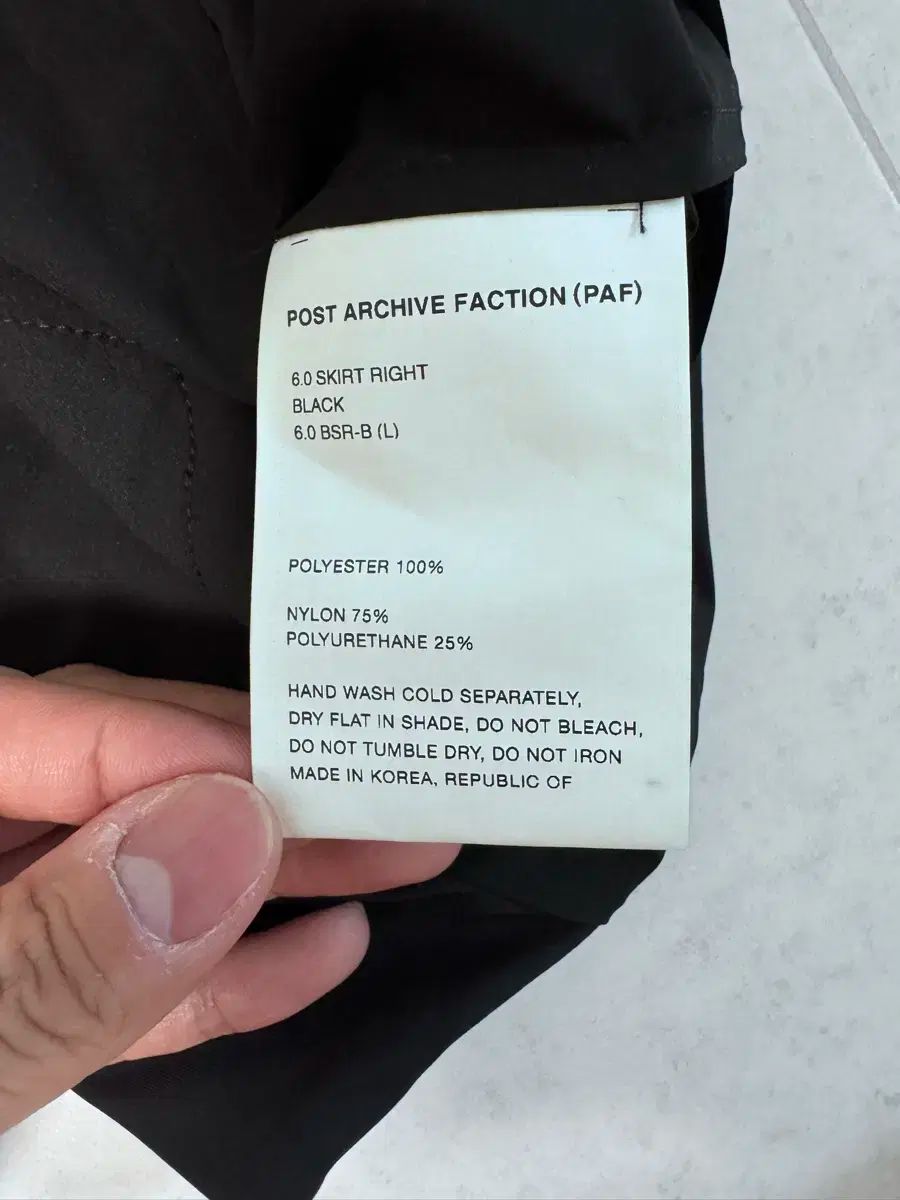 POST ARCHIVE FACTION (PAF)
6.0 SKIRT RIGHT
BLACK
6.0 BSR-B (L)
POLYESTER 100%
NYLON 75%
POLYURETHANE 25%
HAND WASH COLD SEPARATELY,
DRY FLAT IN SHADE, DO NOT BLEACH,
DO NOT TUMBLE DRY, DO NOT IRON
MADE IN KOREA, REPUBLIC OF